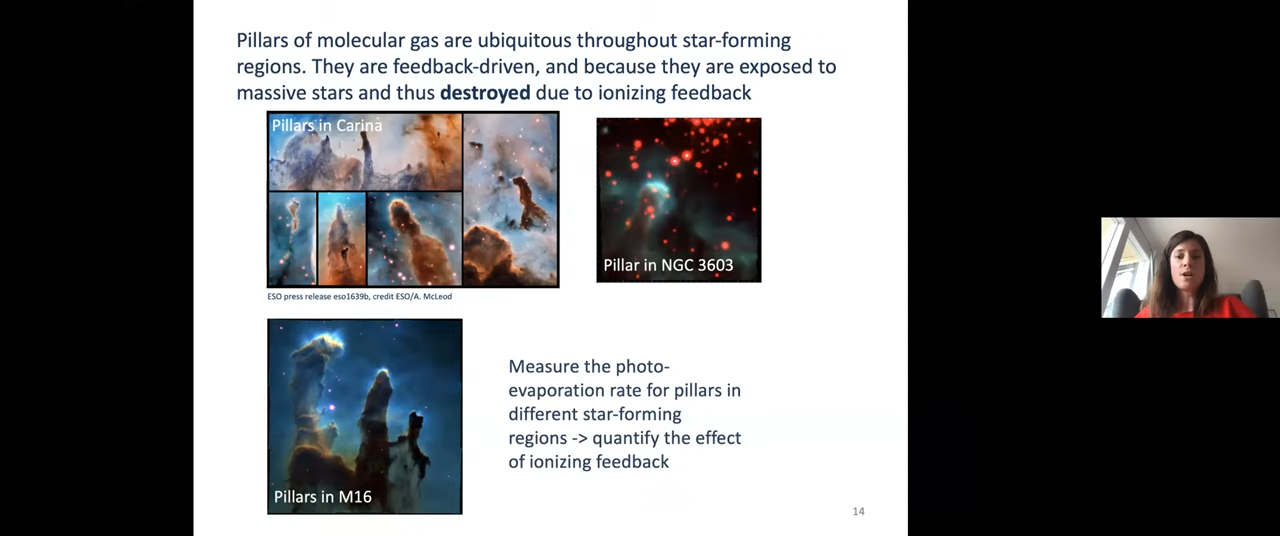 Pillars of molecular gas are ubiquitous throughout star-forming
regions. They are feedback-driven, and because they are exposed to
massive stars and thus destroyed due to ionizing feedback
Pillars in Carina
Pillar in NGC 3603
ESO press release eso1639b, credit ESO/A. McLeod
Measure the photo-
evaporation rate for pillars in
different star-forming
regions -> quantify the effect
of ionizing feedback
Pillars in M16
14